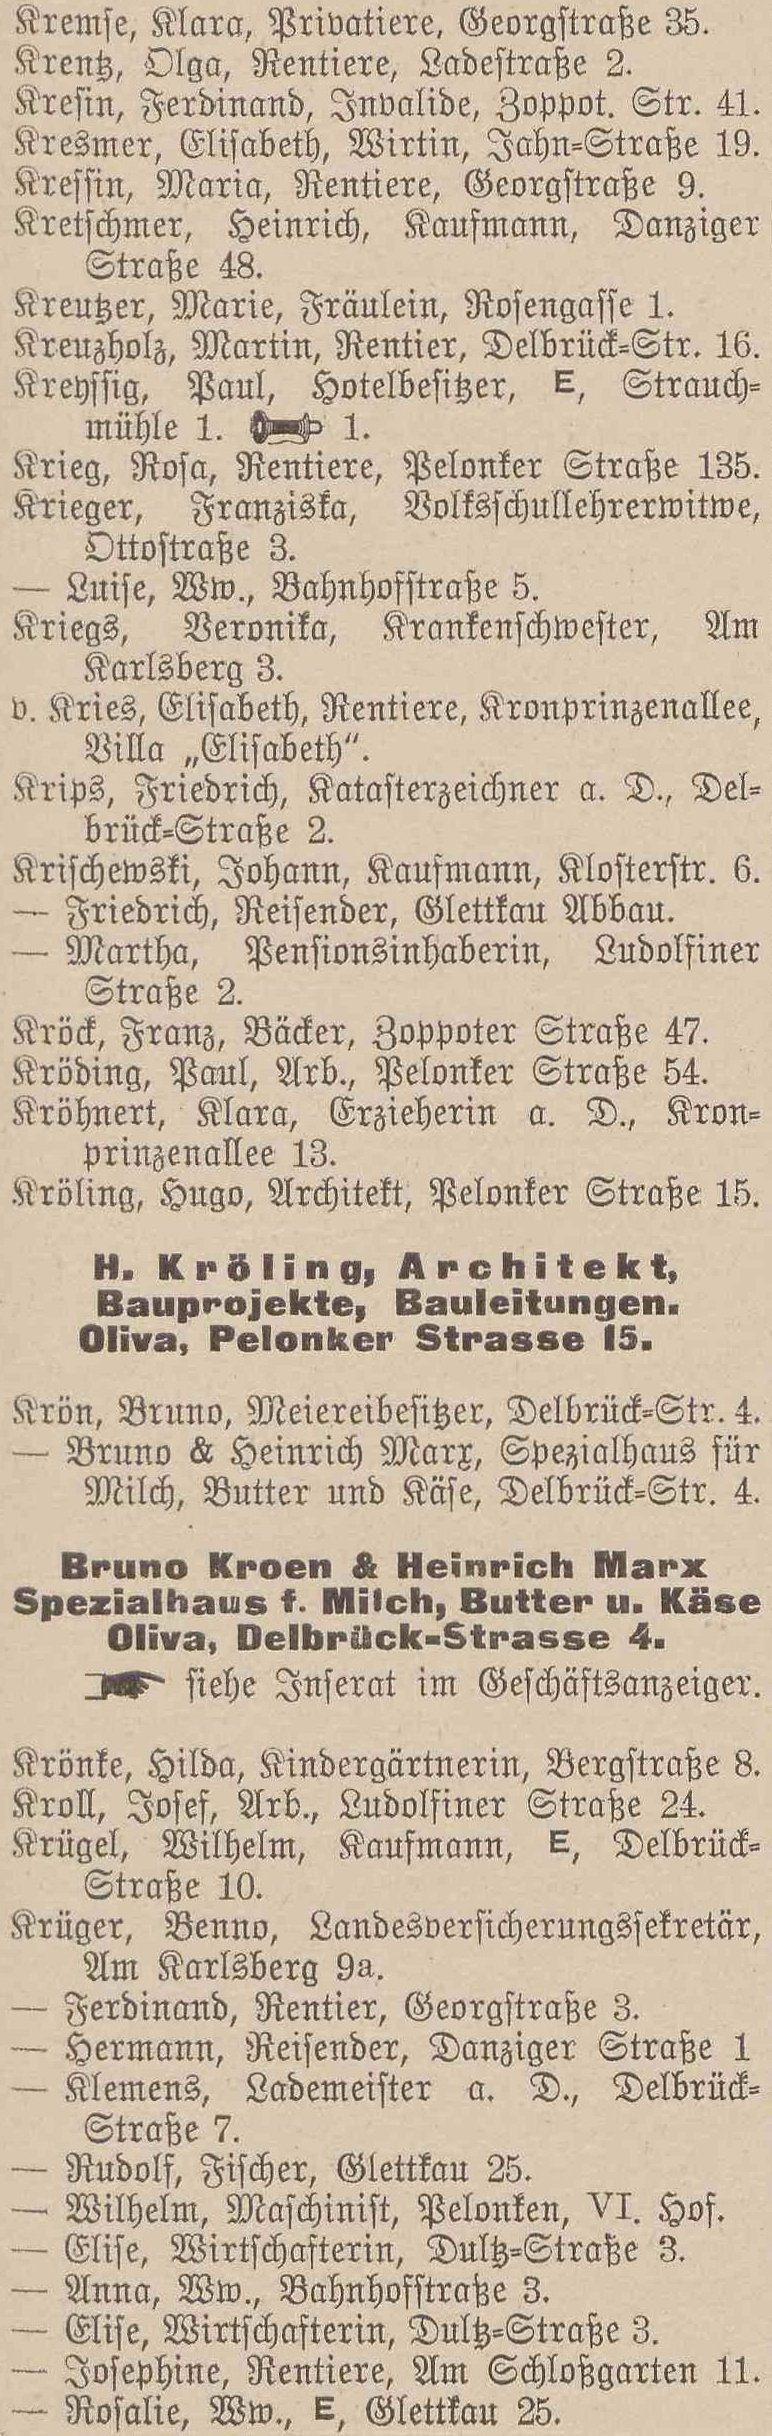 Kremse, Klara, Privatiere, Georgstraße 35.
Krentz, Olga, Rentiere, Ladestraße 2.
Kresin, Ferdinand, Invalide, Zoppot. Str. 41.
Kresmer, Elisabeth, Wirtin, Jahn-Straße 19.
Kressin, Maria, Rentiere, Georgstraße 9.
Kretschmer, Heinrich, Kaufmann, Danziger
Straße 48.
Kreutzer, Marie, Fräulein, Rosengasse 1.
Kreuzholz, Martin, Rentier, Delbrück-Str. 16.
Kreyssig, Paul, Hotelbesitzer, E, Strauch-
mühle 1. 1.
Krieg, Rosa, Rentiere, Pelonker Straße 135.
Krieger, Franziska, Volksschullehrerwitwe,
Ottostraße 3.
— Luise, Ww., Bahnhofstraße 5.
Kriegs, Veronika, Krankenschwester, Am
Karlsberg 3.
v. Kries, Elisabeth, Rentiere, Kronprinzenallee,
Villa „Elisabeth“.
Krips, Friedrich, Katasterzeichner a. D., Del-
brück-Straße 2.
Krischewski, Johann, Kaufmann, Klosterstr. 6.
— Friedrich, Reisender, Glettkau Abbau.
— Martha, Pensionsinhaberin, Ludolfiner
Straße 2.
Kröck, Franz, Bäcker, Zoppoter Straße 47.
Kröding, Paul, Arb., Pelonker Straße 54.
Kröhnert, Klara, Erzieherin a. D., Kron-
prinzenallee 13.
Kröling, Hugo, Architekt, Pelonker Straße 15.
H. Kröling, Architekt,
Bauprojekte, Bauleitungen.
Oliva, Pelonker Strasse 15.
Krön, Bruno, Meiereibesitzer, Delbrück-Str. 4.
— Bruno & Heinrich Marx, Spezialhaus für
Milch, Butter und Käse, Delbrück-Str. 4.
Bruno Kroen & Heinrich Marx
Spezialhaus f. Milch, Butter u. Käse
Oliva, Delbrück-Strasse 4.
siehe Inserat im Geschäftsanzeiger.
Krönke, Hilda, Kindergärtnerin, Bergstraße 8.
Kroll, Josef, Arb., Ludolfiner Straße 24.
Krügel, Wilhelm, Kaufmann, E, Delbrück-
Straße 10.
Krüger, Benno, Landesversicherungssekretär,
Am Karlsberg 9a.
— Ferdinand, Rentier, Georgstraße 3.
— Hermann, Reisender, Danziger Straße 1
— Klemens, Lademeister a. D., Delbrück-
Straße 7.
— Rudolf, Fischer, Glettkau 25.
— Wilhelm, Maschinist, Pelonken, VI. Hof.
— Elise, Wirtschafterin, Dultz-Straße 3.
— Anna, Ww., Bahnhofstraße 3.
— Elise, Wirtschafterin, Dultz-Straße 3.
— Josephine, Rentiere, Am Schloßgarten 11.
— Rosalie, Ww., E, Glettkau 25.